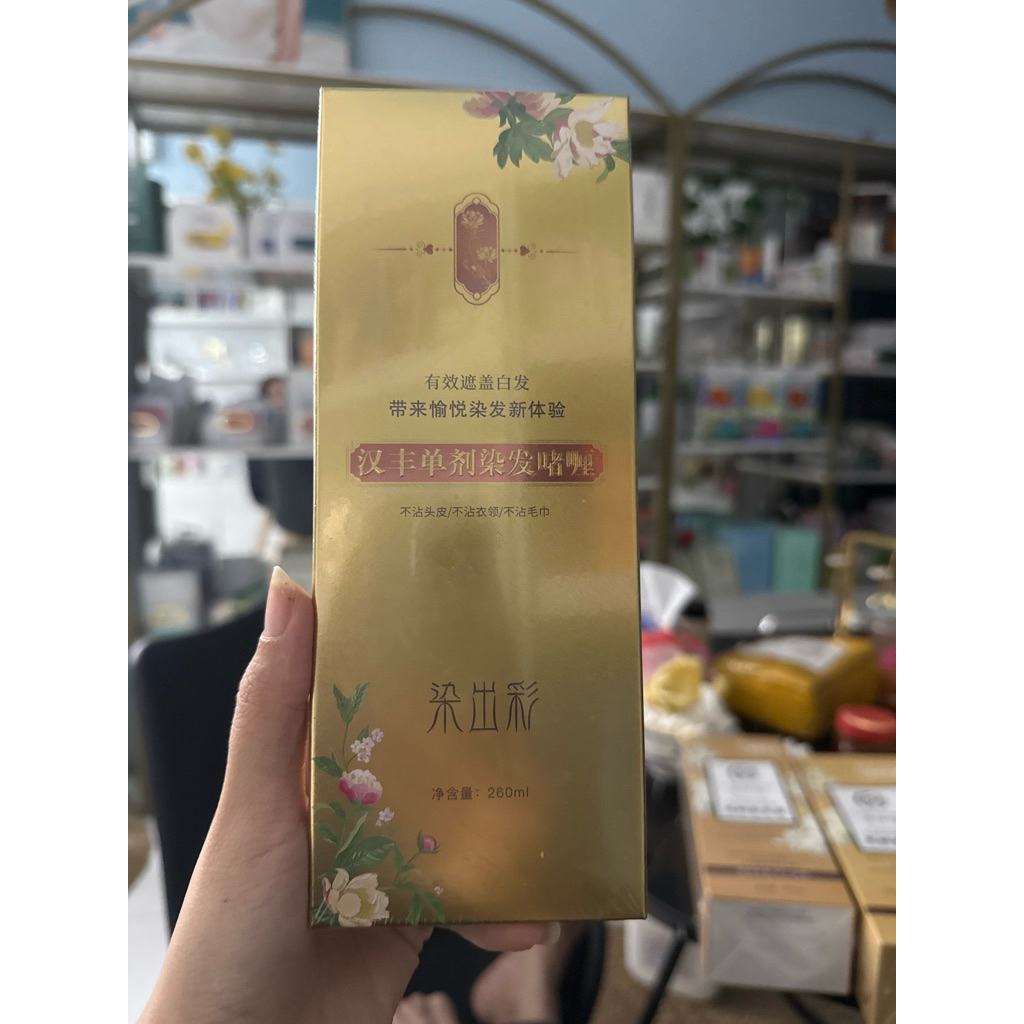 有效遮盖白发
带来愉悦染发新体验
汉丰单剂染发啫喱
不沾头皮/不沾衣领/不沾毛巾
染出彩
净含量：260ml